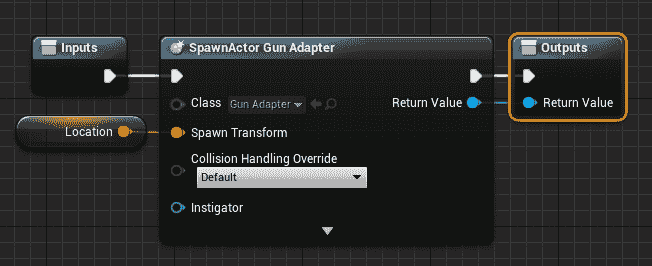 Inputs
SpawnActor Gun Adapter
Outputs
Class
Gun Adapter
Return Value
Return Value
Location
Spawn Transform
Collision Handling Override
Default
Instigator